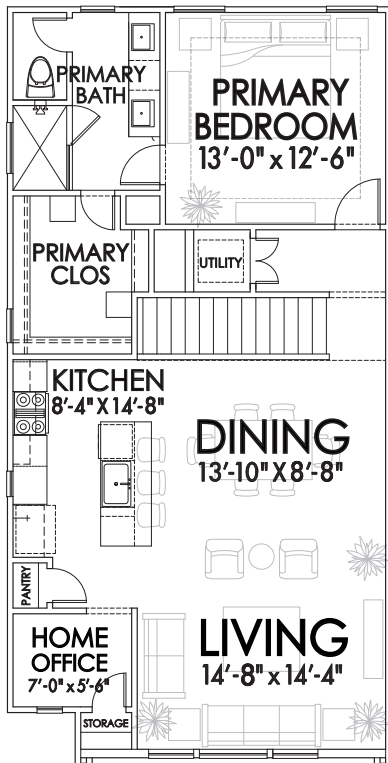 PRIMARY
BATH
PRIMARY
BEDROOM
13'-0" x 12'-6"
PRIMARY
CLOS
UTILITY
KITCHEN
8'-4" X 14'-8"
DINING
13'-10" X 8'-8"
PANTRY
HOME
OFFICE
7'-0" x 5'-6"
LIVING
14'-8" x 14'-4"
STORAGE